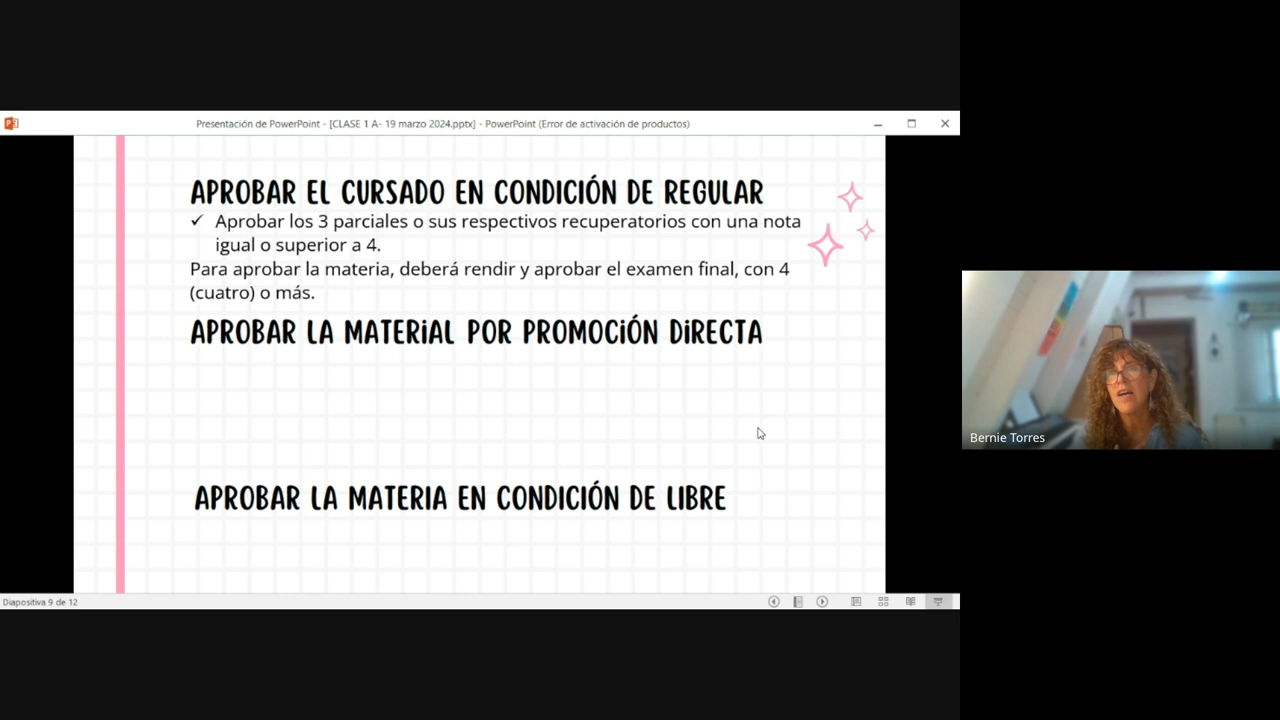 Presentación de PowerPoint - [CLASE 1 A- 19 marzo 2024.pptx] - PowerPoint (Error de activación de productos)
APROBAR EL CURSADO EN CONDICIÓN DE REGULAR
✓ Aprobar los 3 parciales o sus respectivos recuperatorios con una nota
igual o superior a 4.
Para aprobar la materia, deberá rendir y aprobar el examen final, con 4
(cuatro) o más.
APROBAR LA MATERIAL POR PROMOCIÓN DIRECTA
APROBAR LA MATERIA EN CONDICIÓN DE LIBRE
Diapositiva 9 de 12
Bernie Torres